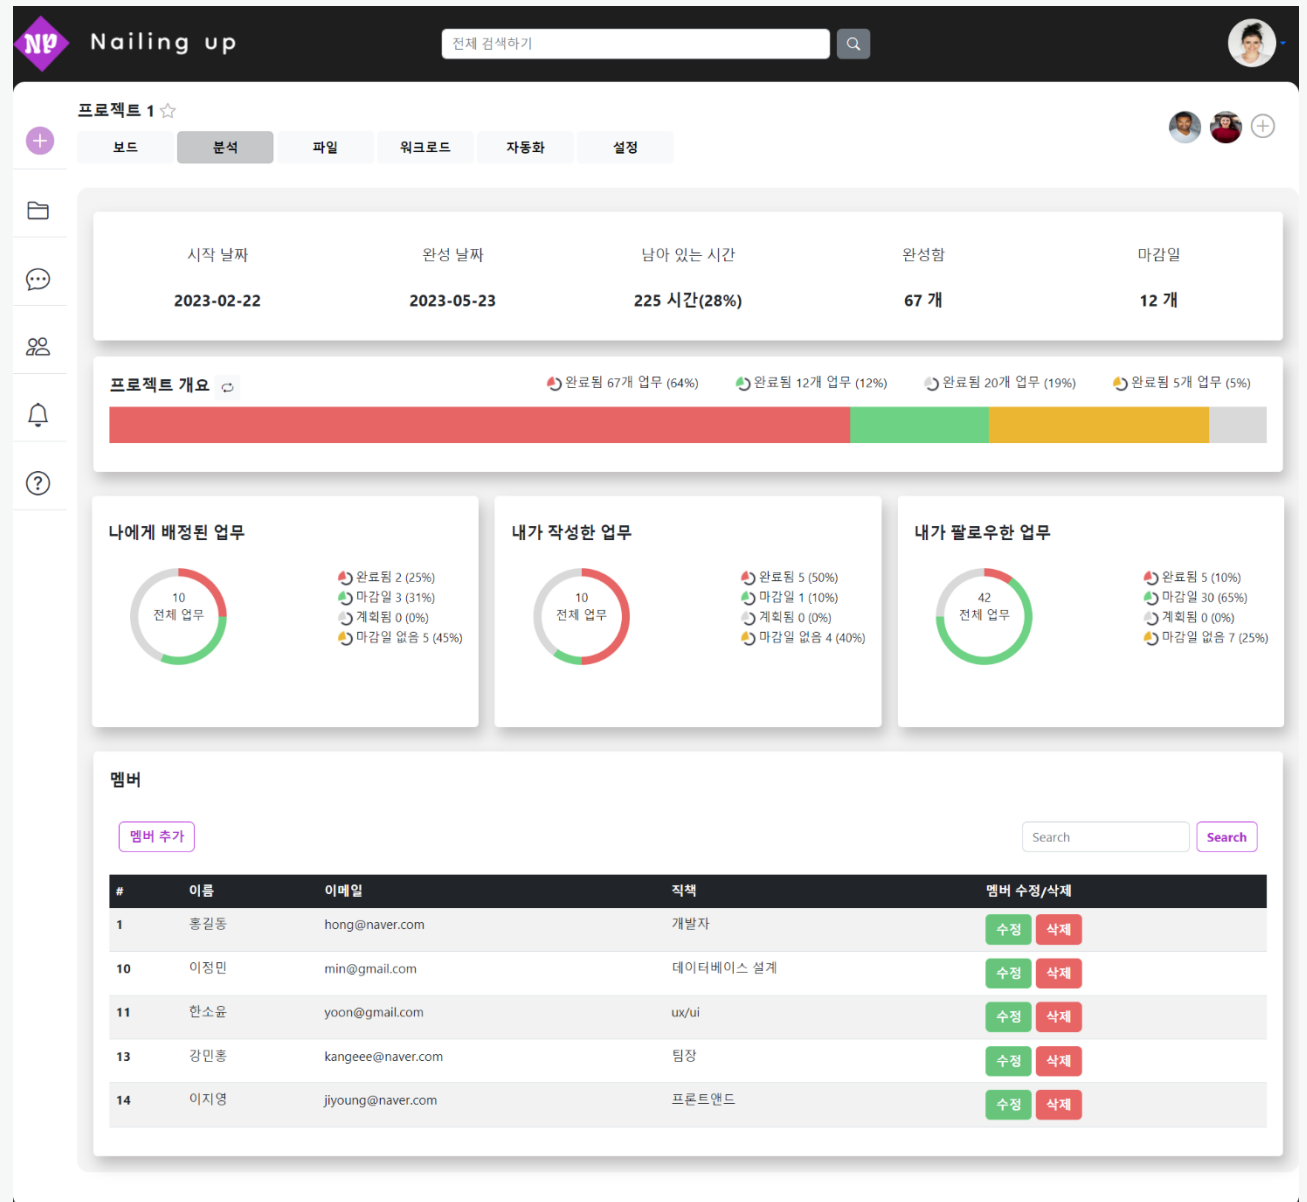 NP Nailing up
전체 검색하기
프로젝트 1
보드 분석 파일 워크로드 자동화 설정
시작 날짜 완성 날짜 남아 있는 시간 완성함 마감일
2023-02-22 2023-05-23 225 시간(28%) 67 개 12 개
프로젝트 개요 완료됨 67개 업무 (64%) 완료됨 12개 업무 (12%) 완료됨 20개 업무 (19%) 완료됨 5개 업무 (5%)
나에게 배정된 업무
10
전체 업무
완료됨 2 (25%)
마감일 3 (31%)
계획됨 0 (0%)
마감일 없음 5 (45%)
내가 작성한 업무
10
전체 업무
완료됨 5 (50%)
마감일 1 (10%)
계획됨 0 (0%)
마감일 없음 4 (40%)
내가 팔로우한 업무
42
전체 업무
완료됨 5 (10%)
마감일 30 (65%)
계획됨 0 (0%)
마감일 없음 7 (25%)
멤버
멤버 추가 Search Search
# 이름 이메일 직책 멤버 수정/삭제
1 홍길동 hong@naver.com 개발자 수정 삭제
10 이정민 min@gmail.com 데이터베이스 설계 수정 삭제
11 한소윤 yoon@gmail.com ux/ui 수정 삭제
13 강민홍 kangeee@naver.com 팀장 수정 삭제
14 이지영 jiyoung@naver.com 프론트앤드 수정 삭제